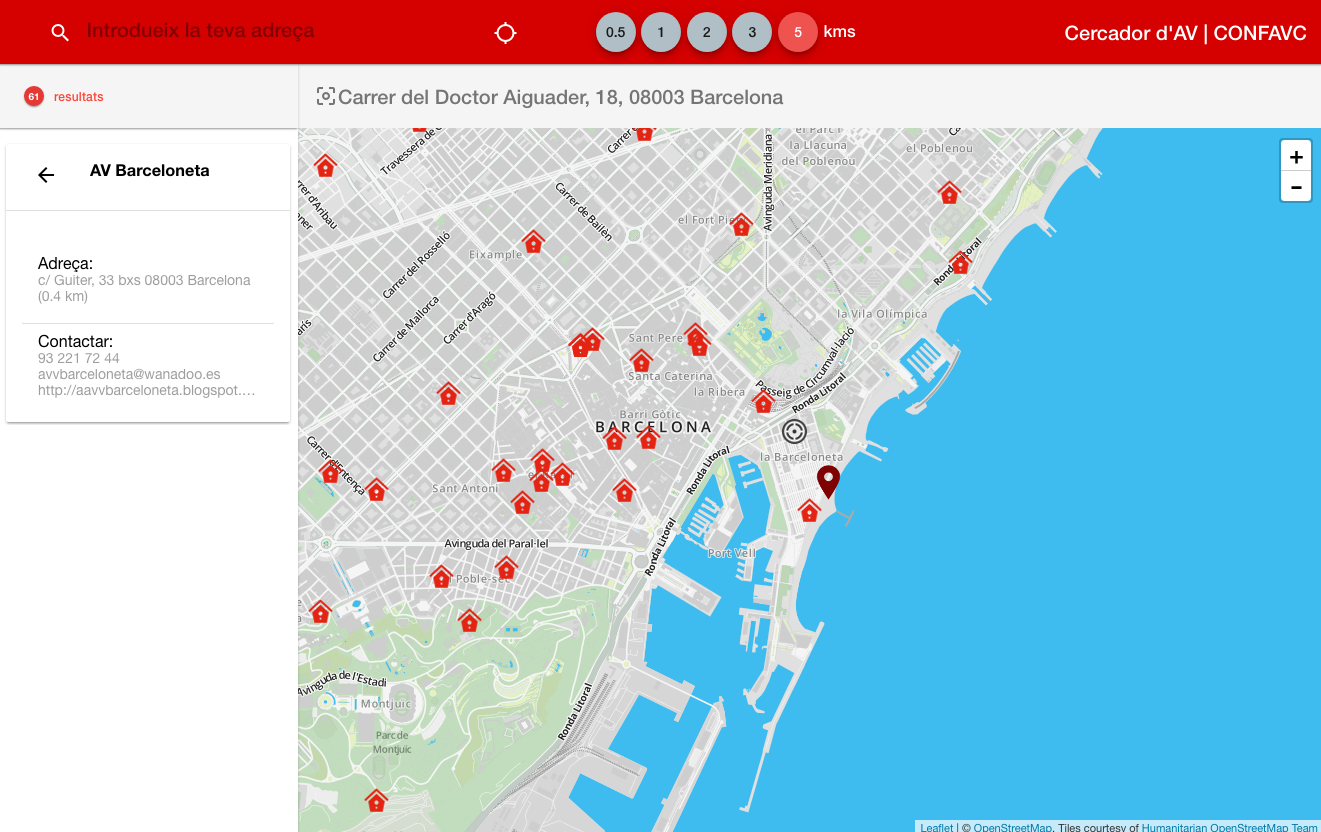 Introdueix la teva adreça
0.5 1 2 3 5 kms
Cercador d'AV | CONFAVC
61 resultats
Carrer del Doctor Aiguader, 18, 08003 Barcelona
AV Barceloneta
Adreça:
c/ Guiter, 33 bxs 08003 Barcelona
(0.4 km)
Contactar:
93 221 72 44
avvbarceloneta@wanadoo.es
http://aavvbarceloneta.blogspot.…
+
-
Travessera de
Carrer
el Parc i
la Llacuna
del Poblenou
el Poblenou
Avinguda Meridiana
Carrer de Bailèn
el Fort Pienc
Eixample
Carrer del Rosselló
Carrer de Mallorca
Carrer d'Aragó
Ronda Litoral
la Vila Olímpica
Sant Pere
Santa Caterina
la Ribera
Passeig de Circumval·lació
Ronda Litoral
Barri Gòtic
BARCELONA
la Barceloneta
Ronda Litoral
Carrer d'Entença
Sant Antoni
Avinguda del Paral·lel
Ronda Litoral
Port Vell
Poble-sec
Avinguda de l'Estadi
Montjuïc
Parc de
Montjuïc
Ronda Litoral
Leaflet | © OpenStreetMap, Tiles courtesy of Humanitarian OpenStreetMap Team